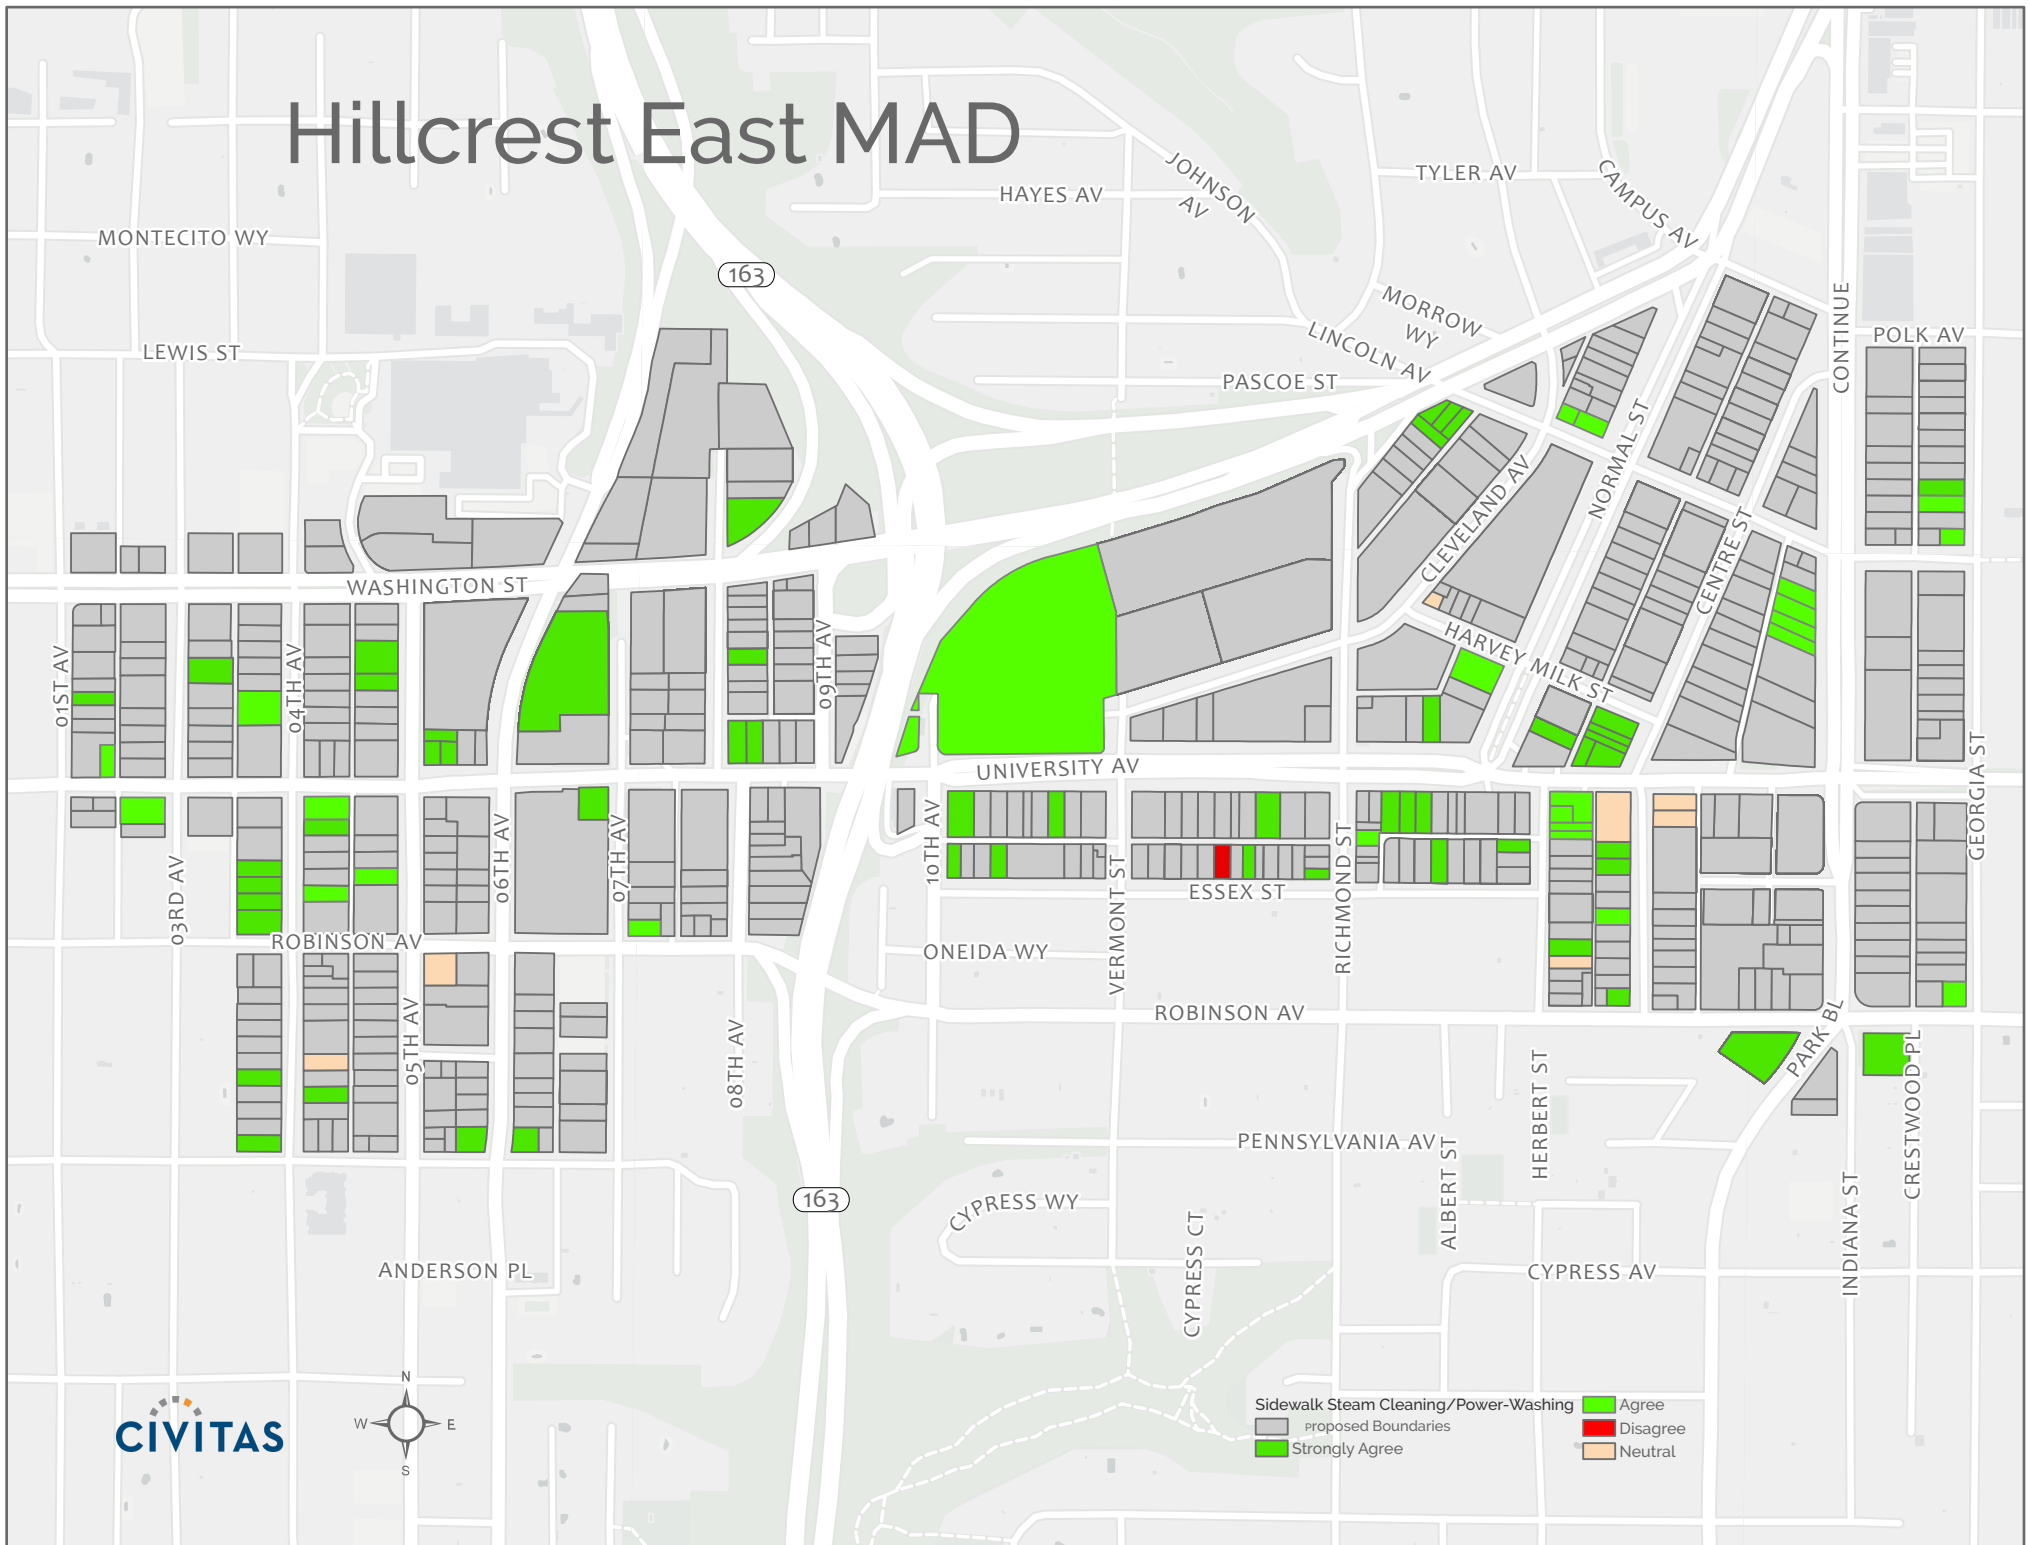 Hillcrest East MAD
JOHNSON
AV
HAYES AV
TYLER AV
CAMPUS AV
MONTECITO WY
163
MORROW
WY
LINCOLN AV
CONTINUE
POLK AV
LEWIS ST
PASCOE ST
NORMAL ST
CLEVELAND AV
CENTRE ST
WASHINGTON ST
HARVEY MILK ST
01ST AV
04TH AV
09TH AV
UNIVERSITY AV
GEORGIA ST
03RD AV
06TH AV
07TH AV
10TH AV
VERMONT ST
ESSEX ST
RICHMOND ST
ROBINSON AV
ONEIDA WY
05TH AV
08TH AV
ROBINSON AV
PARK BL
HERBERT ST
CRESTWOOD PL
PENNSYLVANIA AV
ALBERT ST
163
CYPRESS WY
CYPRESS CT
INDIANA ST
ANDERSON PL
CYPRESS AV
N
W E
S
CIVITAS
Sidewalk Steam Cleaning/Power-Washing
Proposed Boundaries
Strongly Agree
Agree
Disagree
Neutral